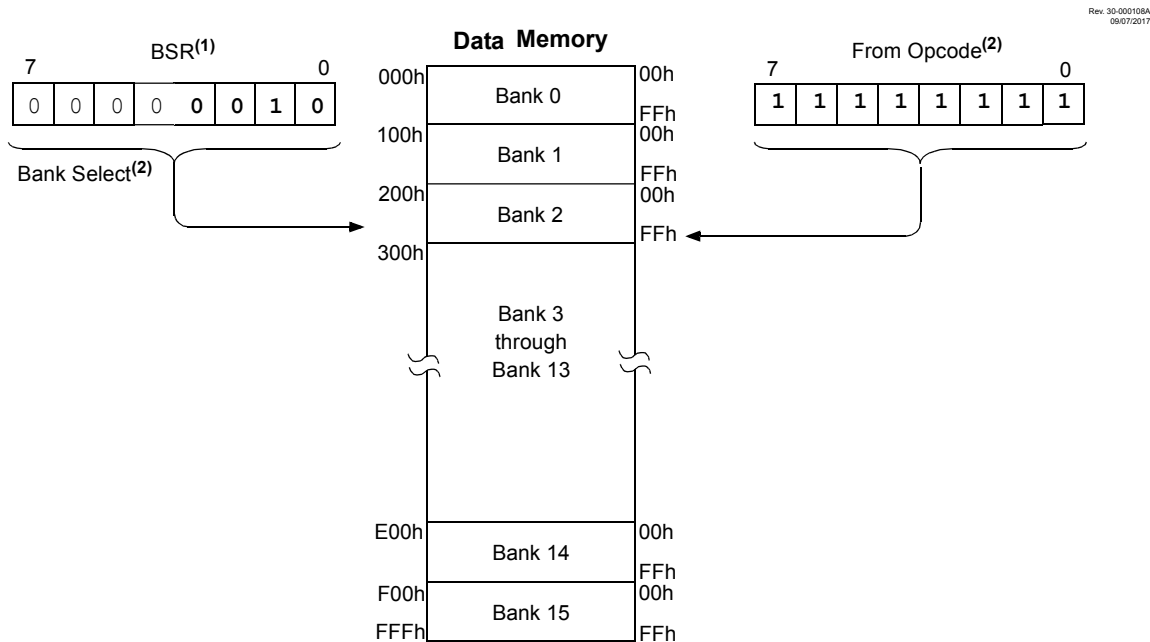 Rev. 30-000108A
09/07/2017
BSR(1)
7 0
0 0 0 0 0 0 1 0
Bank Select(2)
Data Memory
From Opcode(2)
7 0
1 1 1 1 1 1 1 1
000h Bank 0 00h
FFh
100h Bank 1 00h
FFh
200h Bank 2 00h
FFh
300h
Bank 3
through
Bank 13
E00h Bank 14 00h
FFh
F00h Bank 15 00h
FFFh FFh